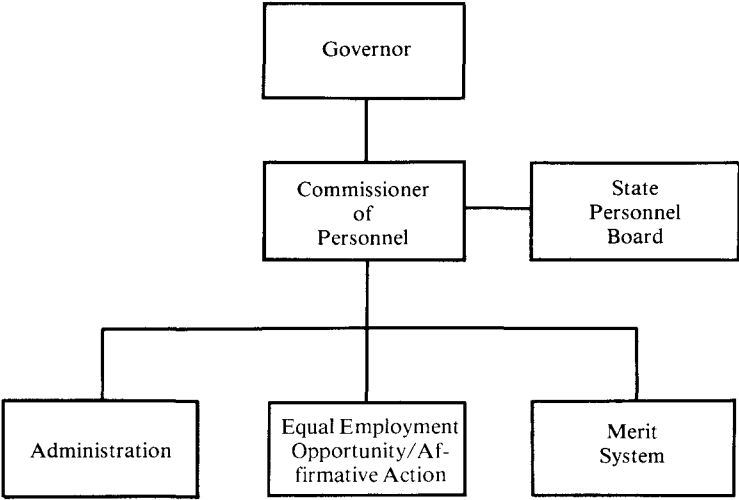 Governor
Commissioner
of
Personnel
State
Personnel
Board
Administration
Equal Employment
Opportunity/Af-
firmative Action
Merit
System